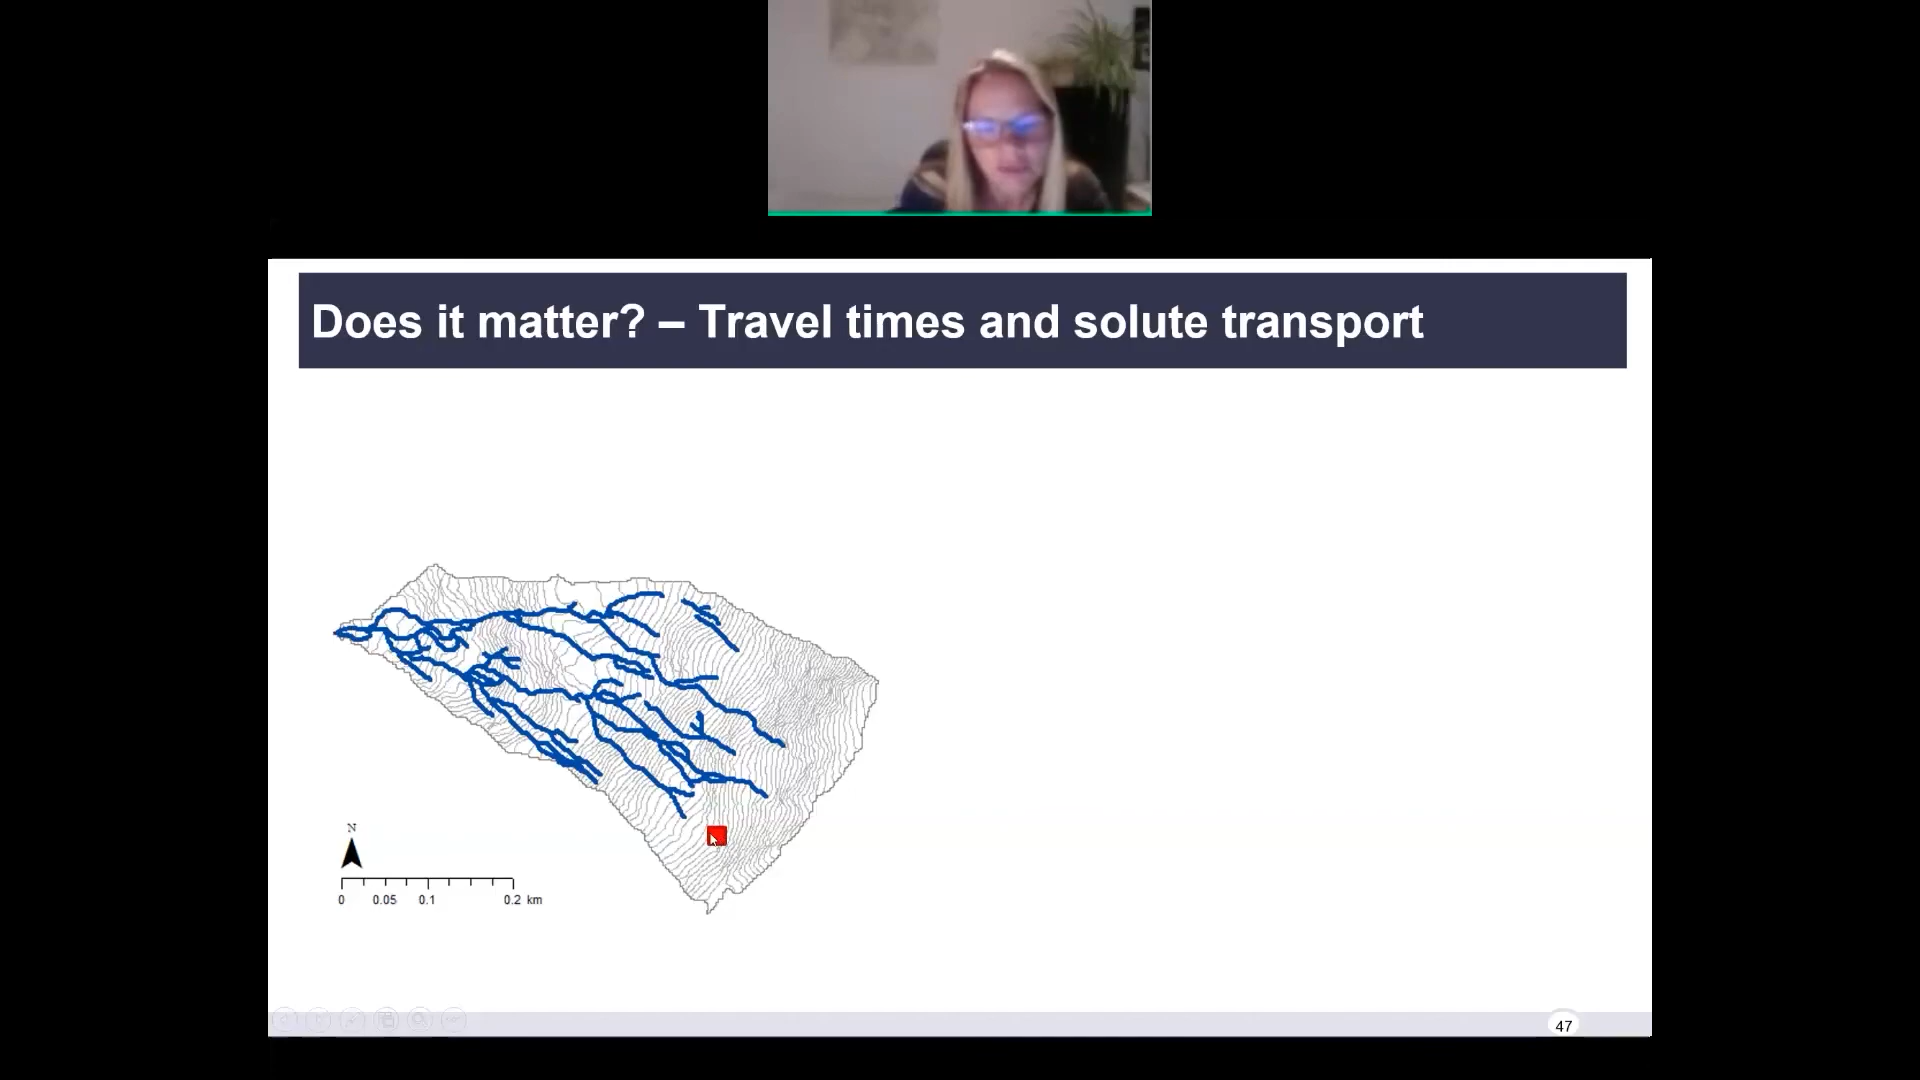 Does it matter? – Travel times and solute transport
N
0 0.05 0.1 0.2 km
47